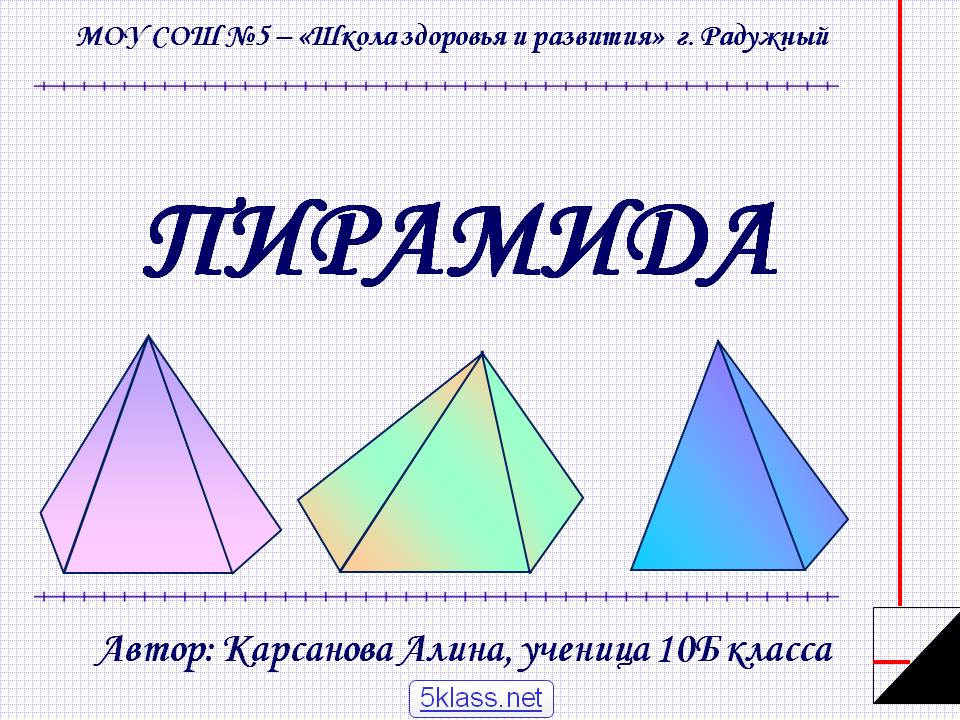 МОУ СОШ №5 – «Школа здоровья и развития» г. Радужный
ПИРАМИДА
Автор: Карсанова Алина, ученица 10Б класса
5klass.net